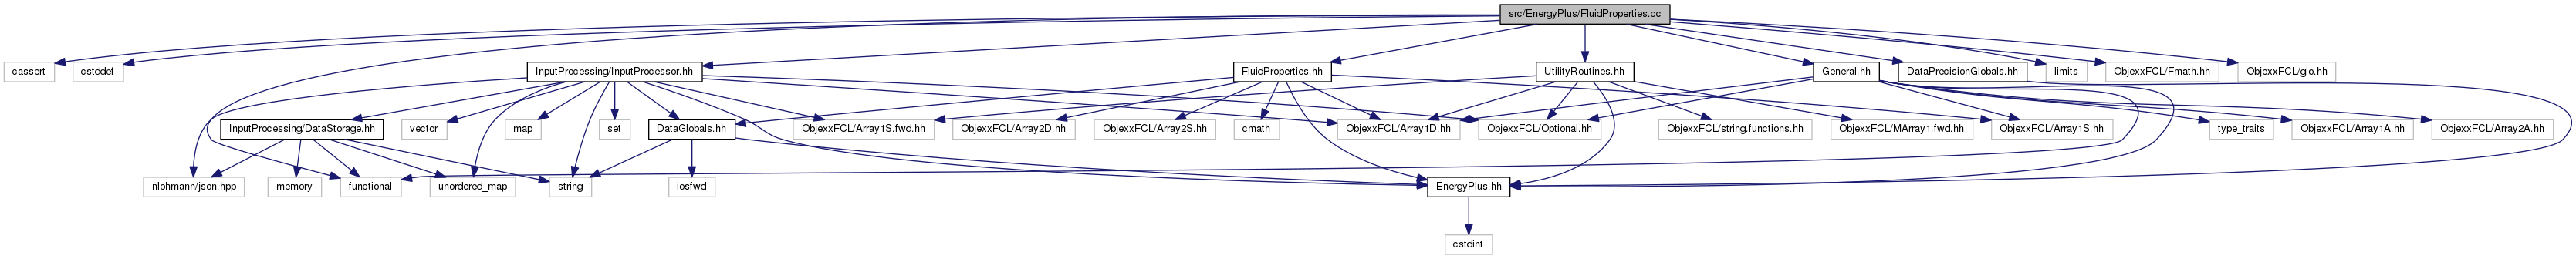 src/EnergyPlus/FluidProperties.cc
cassert
cstddef
InputProcessing/InputProcessor.hh
FluidProperties.hh
UtilityRoutines.hh
General.hh
DataPrecisionGlobals.hh
limits
ObjexxFCL/Fmath.hh
ObjexxFCL/gio.hh
InputProcessing/DataStorage.hh
vector
map
set
DataGlobals.hh
ObjexxFCL/Array1S.fwd.hh
ObjexxFCL/Array2D.hh
ObjexxFCL/Array2S.hh
cmath
ObjexxFCL/Array1D.hh
ObjexxFCL/Optional.hh
ObjexxFCL/string.functions.hh
ObjexxFCL/MArray1.fwd.hh
ObjexxFCL/Array1S.hh
type_traits
ObjexxFCL/Array1A.hh
ObjexxFCL/Array2A.hh
nlohmann/json.hpp
memory
functional
unordered_map
string
iosfwd
EnergyPlus.hh
cstdint